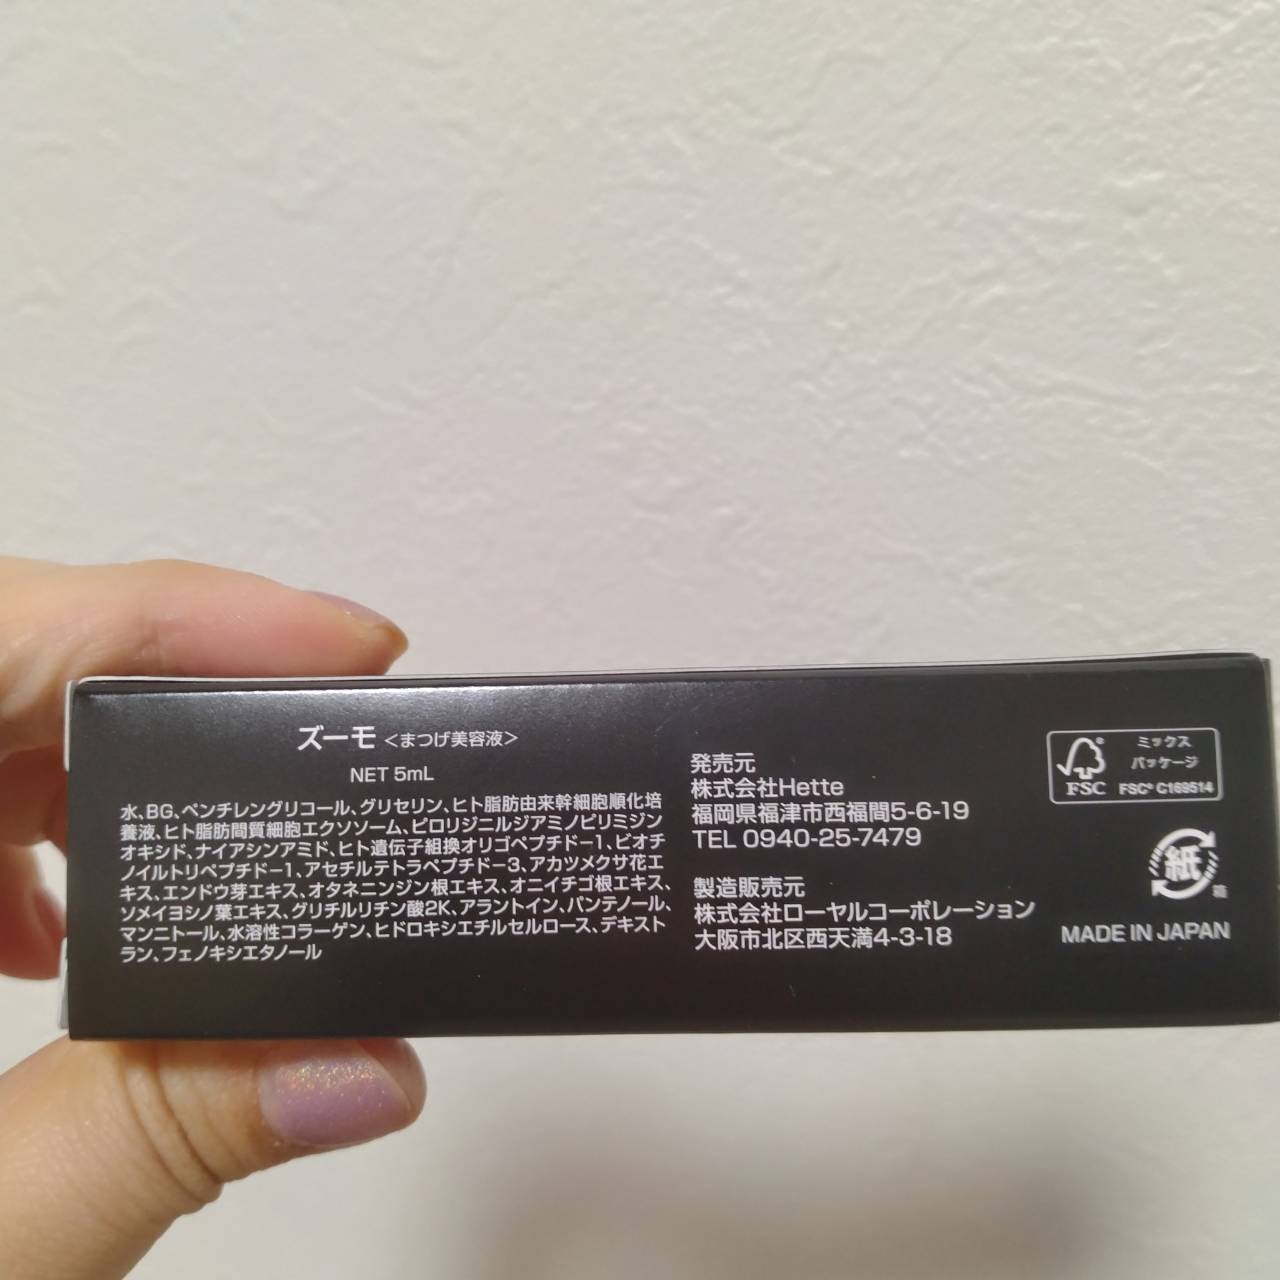 ズーモ <まつげ美容液>
NET 5mL
水、BG、ペンチレングリコール、グリセリン、ヒト脂肪由来幹細胞順化培
養液、ヒト脂肪間質細胞エクソソーム、ピロリジニルジアミノピリミジン
オキシド、ナイアシンアミド、ヒト遺伝子組換オリゴペプチド-1、ビオチ
ノイルトリペプチド-1、アセチルテトラペプチド-3、アカツメクサ花エ
キス、エンドウ芽エキス、オタネニンジン根エキス、オニイチゴ根エキス、
ソメイヨシノ葉エキス、グリチルリチン酸2K、アラントイン、パンテノール、
マンニトール、水溶性コラーゲン、ヒドロキシエチルセルロース、デキスト
ラン、フェノキシエタノール
発売元
株式会社Hette
福岡県福津市西福間5-6-19
TEL 0940-25-7479
製造販売元
株式会社ローヤルコーポレーション
大阪市北区西天満4-3-18
FSC
ミックス
パッケージ
FSC® C169514
紙
箱
MADE IN JAPAN